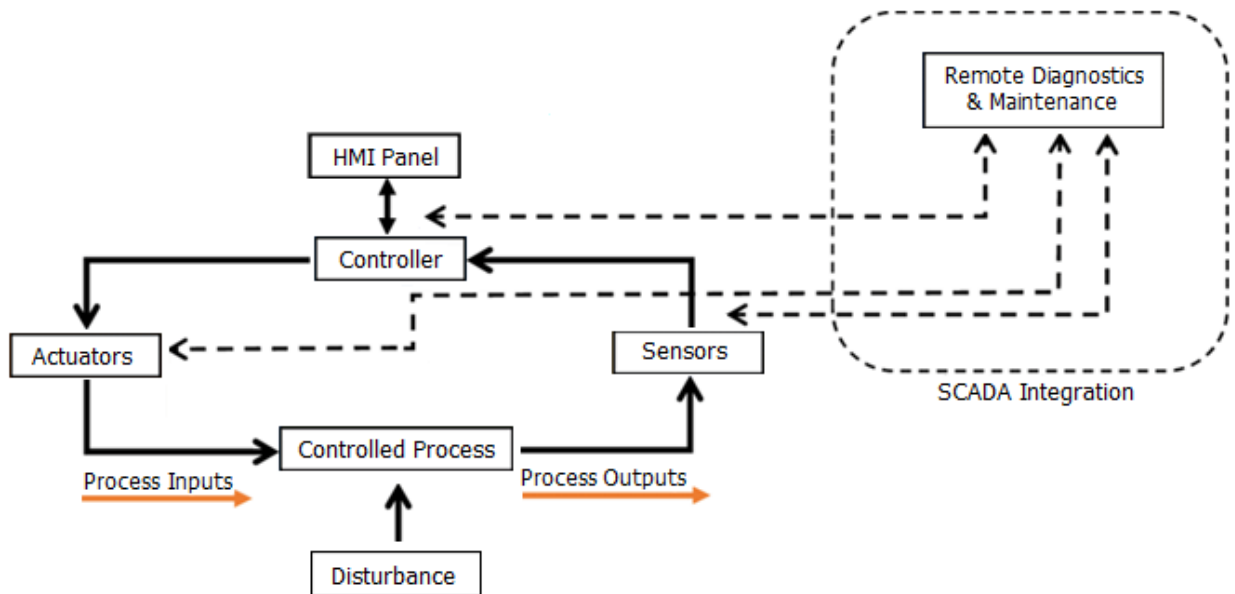 Remote Diagnostics
& Maintenance
HMI Panel
Controller
Actuators
Sensors
SCADA Integration
Controlled Process
Process Inputs
Process Outputs
Disturbance